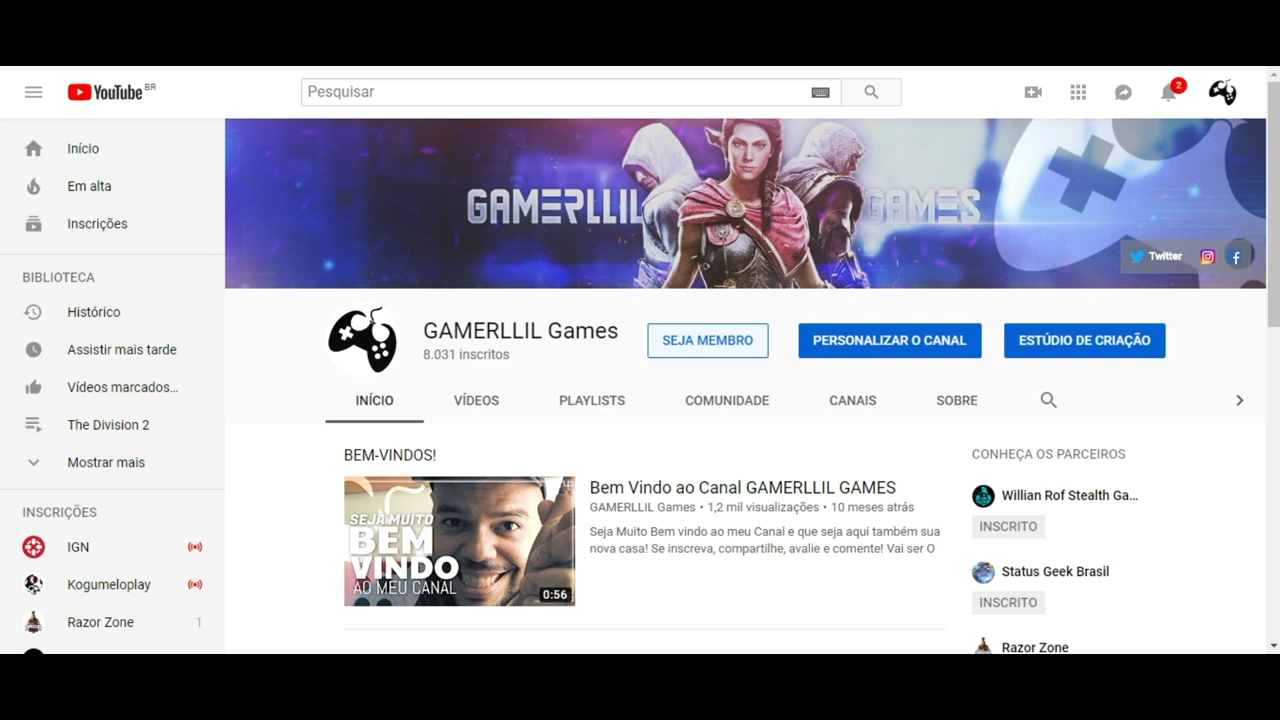 YouTube BR
Pesquisar
2
Início
Em alta
Inscrições
BIBLIOTECA
Histórico
Assistir mais tarde
Vídeos marcados...
The Division 2
Mostrar mais
INSCRIÇÕES
IGN
Kogumeloplay
Razor Zone 1
GAMERLLIL GAMES
Twitter
GAMERLLIL Games
8.031 inscritos
SEJA MEMBRO
PERSONALIZAR O CANAL
ESTÚDIO DE CRIAÇÃO
INÍCIO VÍDEOS PLAYLISTS COMUNIDADE CANAIS SOBRE
BEM-VINDOS!
SEJA MUITO
BEM
VINDO
AO MEU CANAL
0:56
Bem Vindo ao Canal GAMERLLIL GAMES
GAMERLLIL Games • 1,2 mil visualizações • 10 meses atrás
Seja Muito Bem vindo ao meu Canal e que seja aqui também sua
nova casa! Se inscreva, compartilhe, avalie e comente! Vai ser O
CONHEÇA OS PARCEIROS
Willian Rof Stealth Ga...
INSCRITO
Status Geek Brasil
INSCRITO
Razor Zone